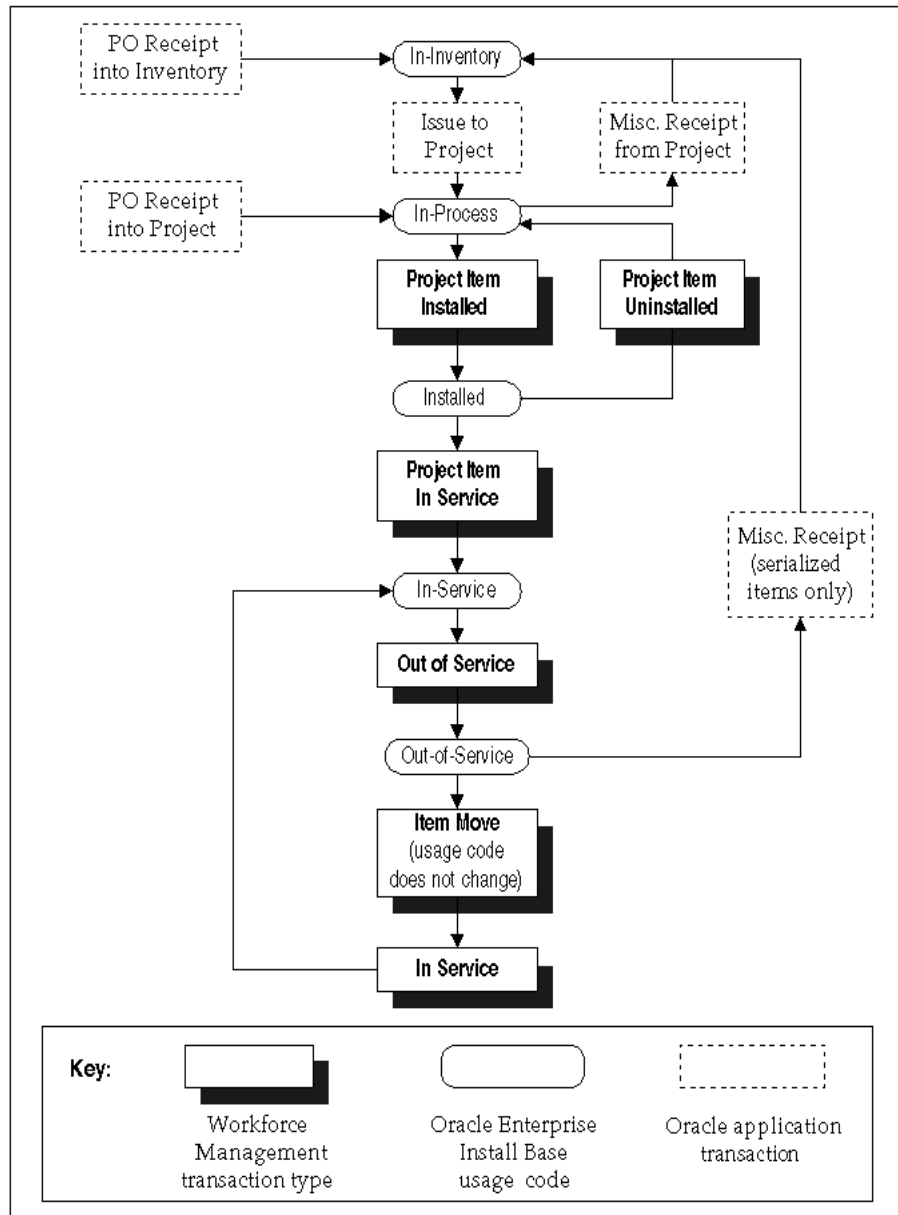 PO Receipt
into Inventory
In-Inventory
Issue to
Project
Misc. Receipt
from Project
PO Receipt
into Project
In-Process
Project Item
Installed
Project Item
Uninstalled
Installed
Project Item
In Service
Misc. Receipt
(serialized
items only)
In-Service
Out of Service
Out-of-Service
Item Move
(usage code
does not change)
In Service
Key:
Workforce
Management
transaction type
Oracle Enterprise
Install Base
usage code
Oracle application
transaction